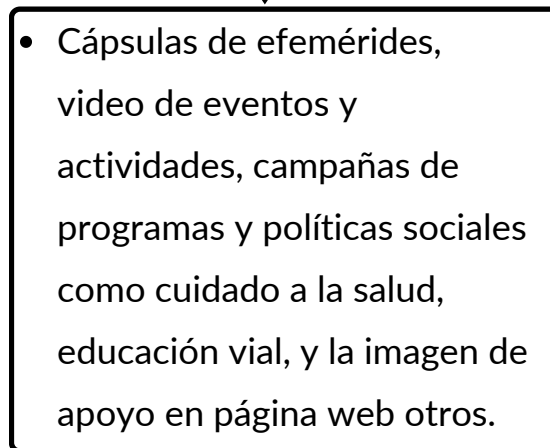 • Cápsulas de efemérides,
video de eventos y
actividades, campañas de
programas y políticas sociales
como cuidado a la salud,
educación vial, y la imagen de
apoyo en página web otros.